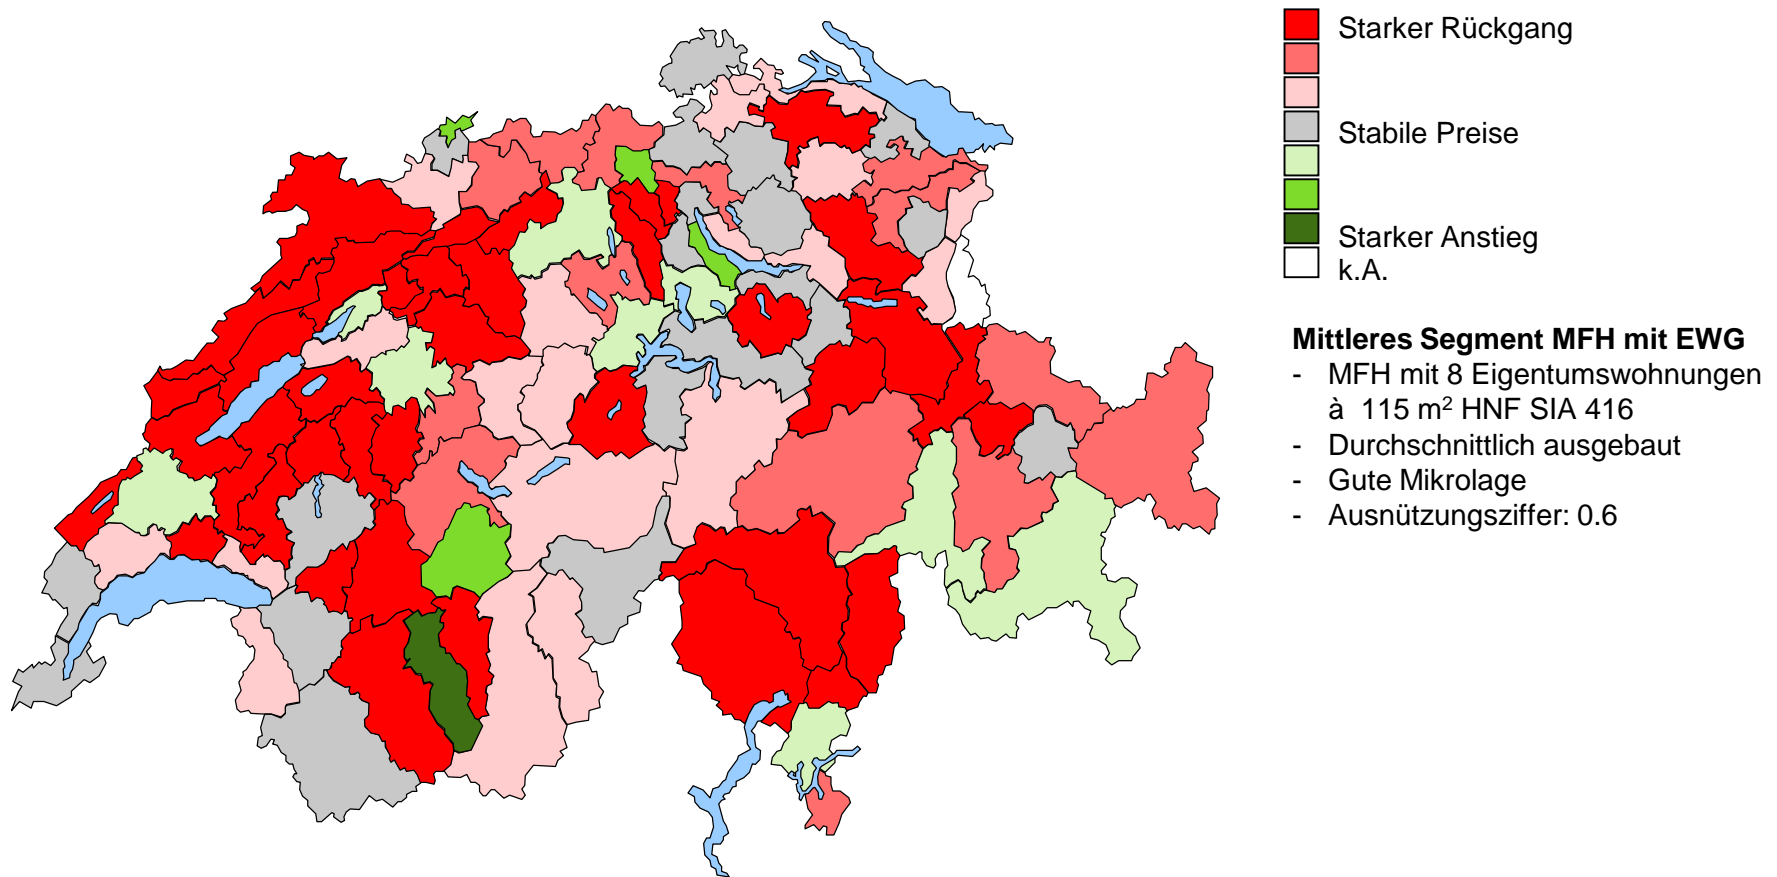 Starker Rückgang
Stabile Preise
Starker Anstieg
k.A.
Mittleres Segment MFH mit EWG
- MFH mit 8 Eigentumswohnungen
à 115 m² HNF SIA 416
- Durchschnittlich ausgebaut
- Gute Mikrolage
- Ausnützungsziffer: 0.6